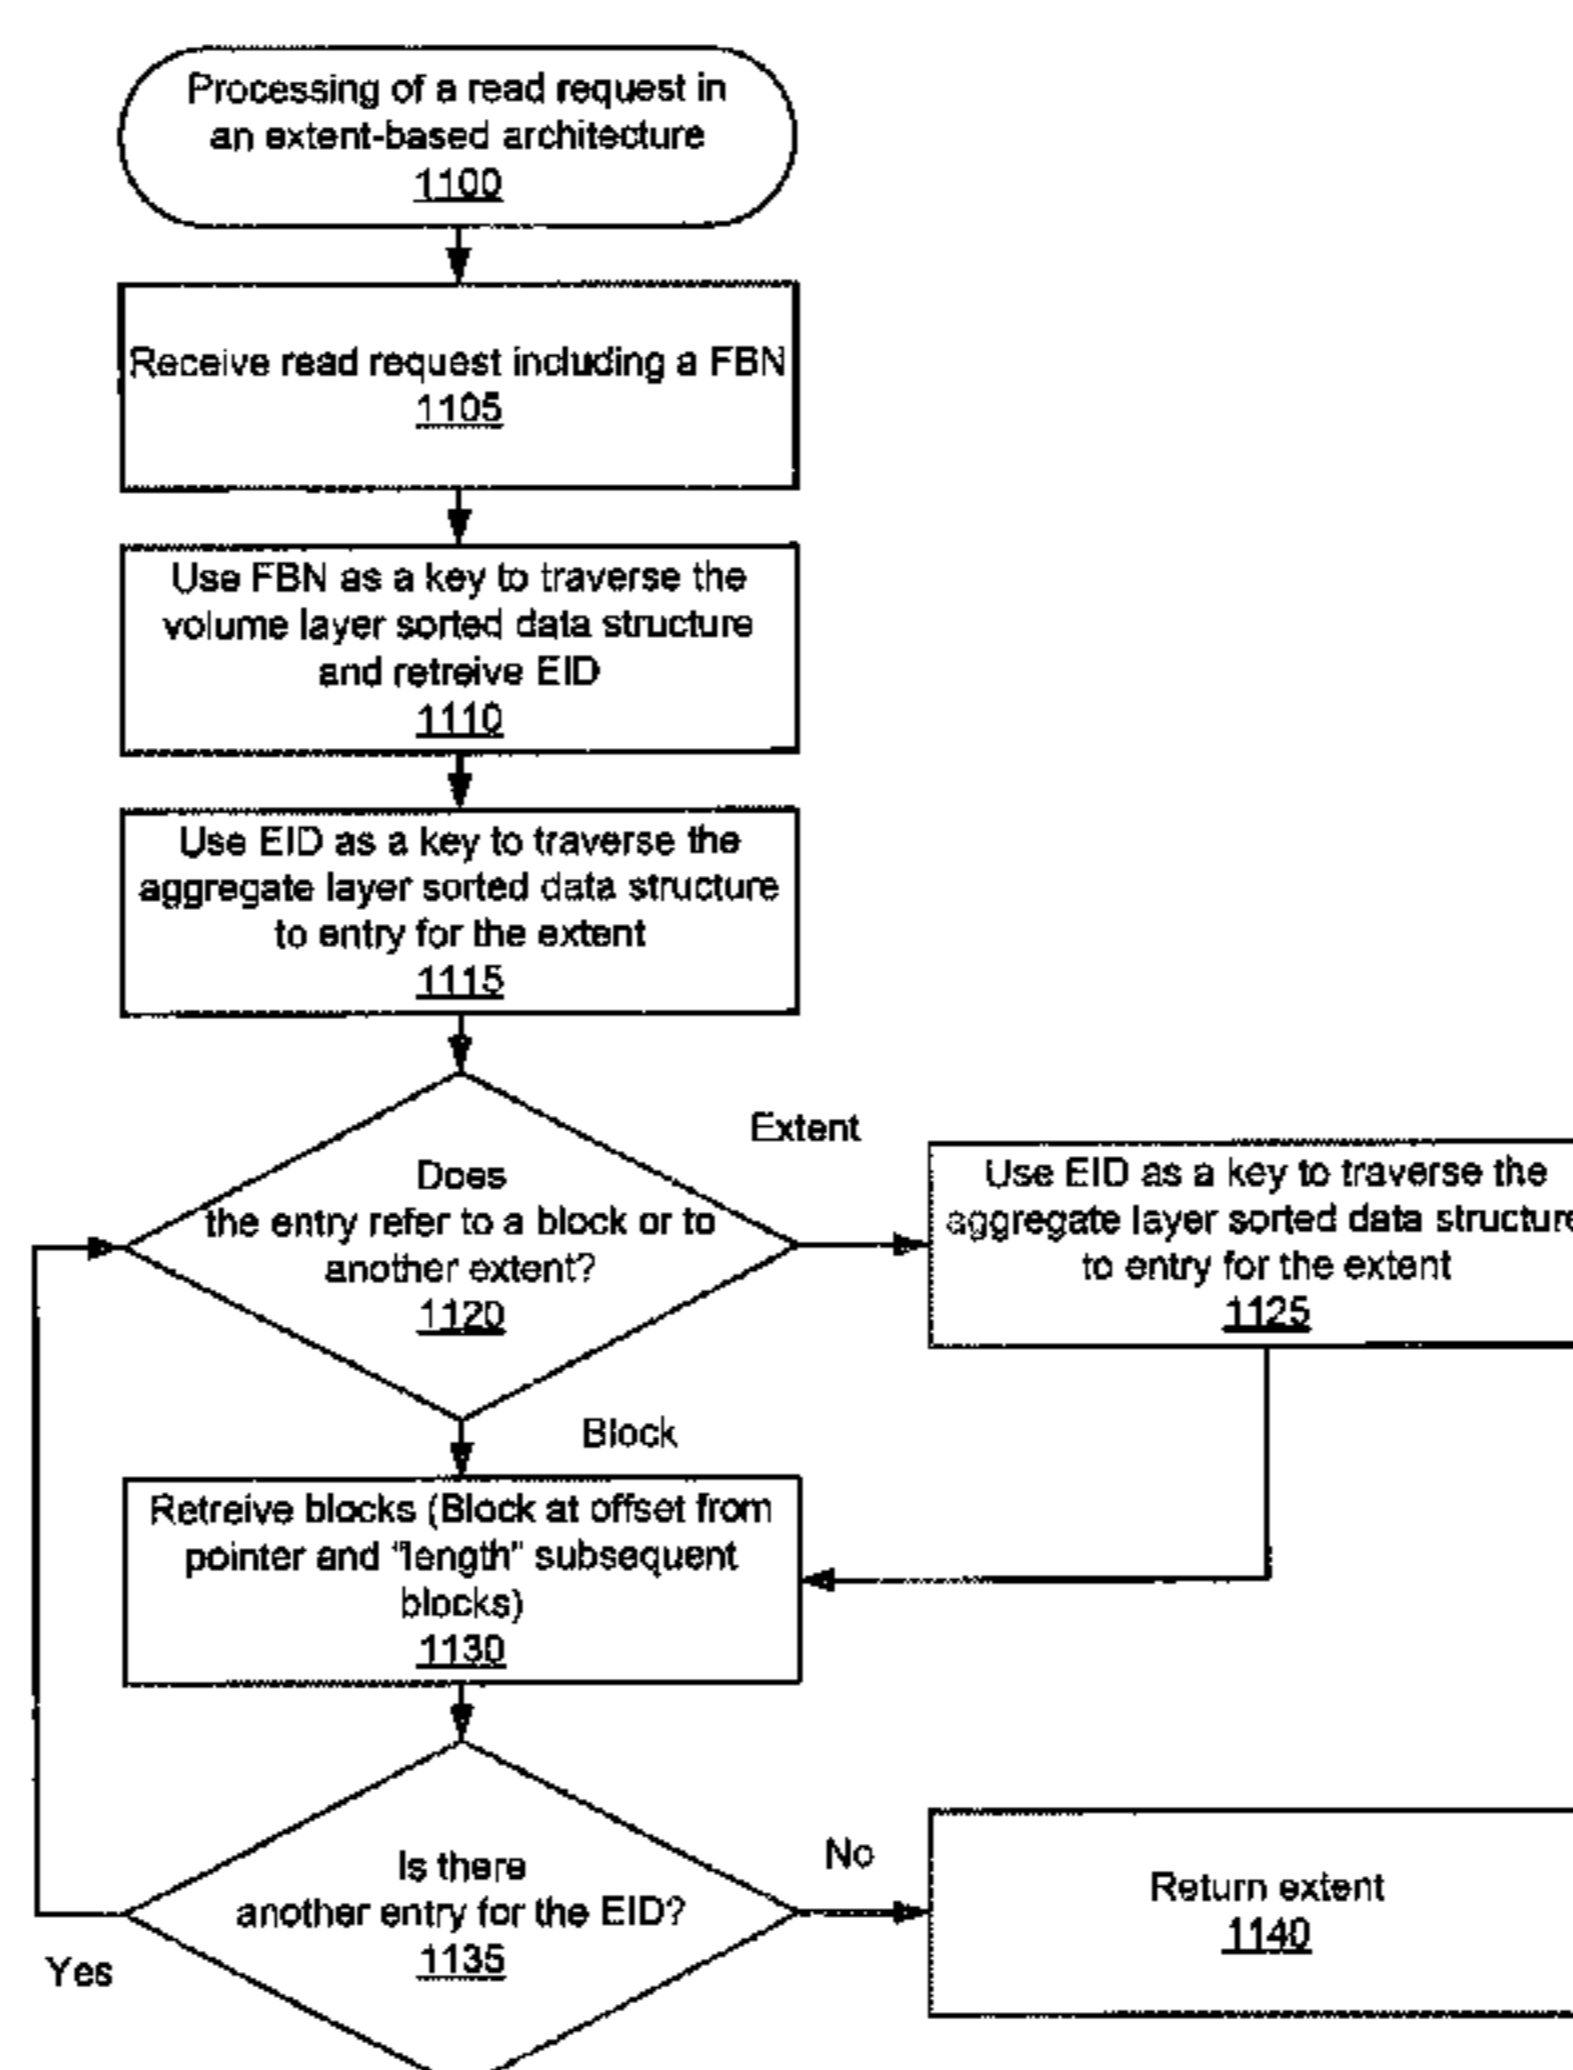 Processing of a read request in
an extent-based architecture
1100
Receive read request including a FBN
1105
Use FBN as a key to traverse the
volume layer sorted data structure
and retreive EID
1110
Use EID as a key to traverse the
aggregate layer sorted data structure
to entry for the extent
1115
Does
the entry refer to a block or to
another extent?
1120
Extent
Use EID as a key to traverse the
aggregate layer sorted data structure
to entry for the extent
1125
Block
Retreive blocks (Block at offset from
pointer and "length" subsequent
blocks)
1130
Is there
another entry for the EID?
1135
Yes
No
Return extent
1140